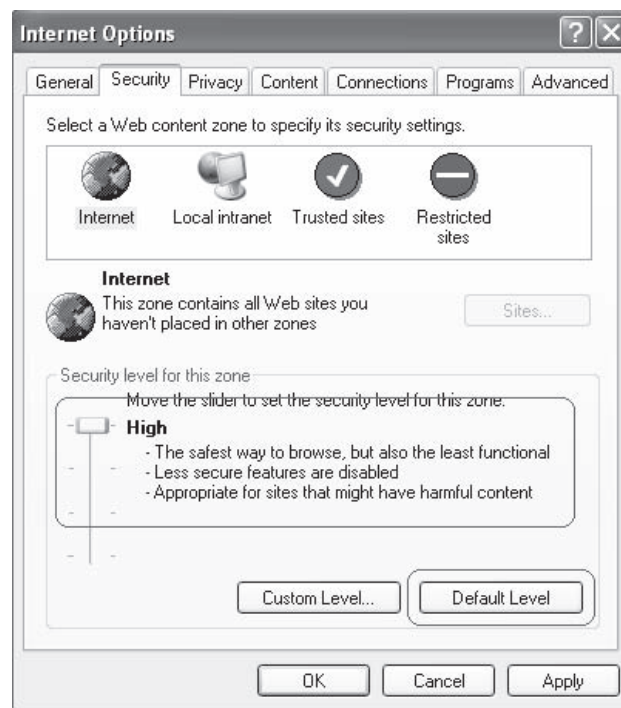 Internet Options
General Security Privacy Content Connections Programs Advanced
Select a Web content zone to specify its security settings.
Internet Local intranet Trusted sites Restricted sites
Internet
This zone contains all Web sites you
haven't placed in other zones
Sites...
Security level for this zone
Move the slider to set the security level for this zone.
High
- The safest way to browse, but also the least functional
- Less secure features are disabled
- Appropriate for sites that might have harmful content
Custom Level... Default Level
OK Cancel Apply